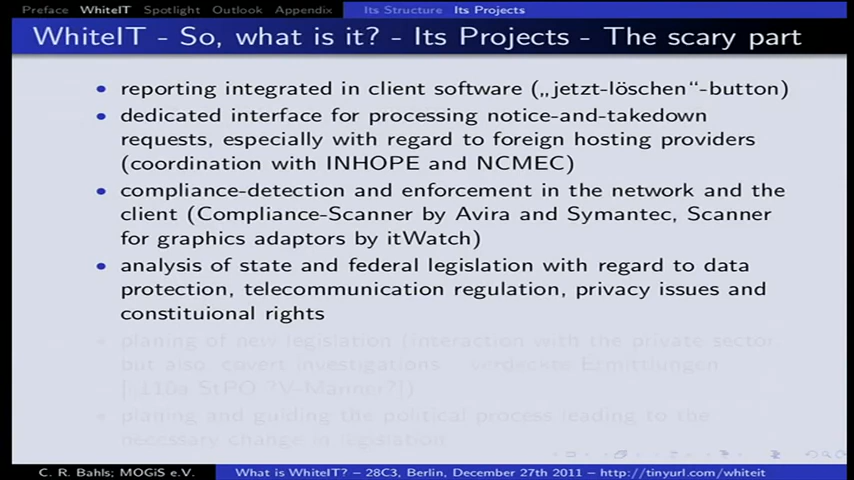 Preface WhiteIT Spotlight Outlook Appendix Its Structure Its Projects
WhiteIT - So, what is it? - Its Projects - The scary part
• reporting integrated in client software („jetzt-löschen“-button)
• dedicated interface for processing notice-and-takedown
requests, especially with regard to foreign hosting providers
(coordination with INHOPE and NCMEC)
• compliance-detection and enforcement in the network and the
client (Compliance-Scanner by Avira and Symantec, Scanner
for graphics adaptors by itWatch)
• analysis of state and federal legislation with regard to data
protection, telecommunication regulation, privacy issues and
constituional rights
• planing of new legislation (Interaction with the private sector
but also covert investigations verdeckte Ermittlungen
110a StPO ?V-Männer?])
• planing and guiding the political process leading to the
necessary change in legislation
C. R. Bahls; MOGiS e.V. What is WhiteIT? – 28C3, Berlin, December 27th 2011 – http://tinyurl.com/whiteit